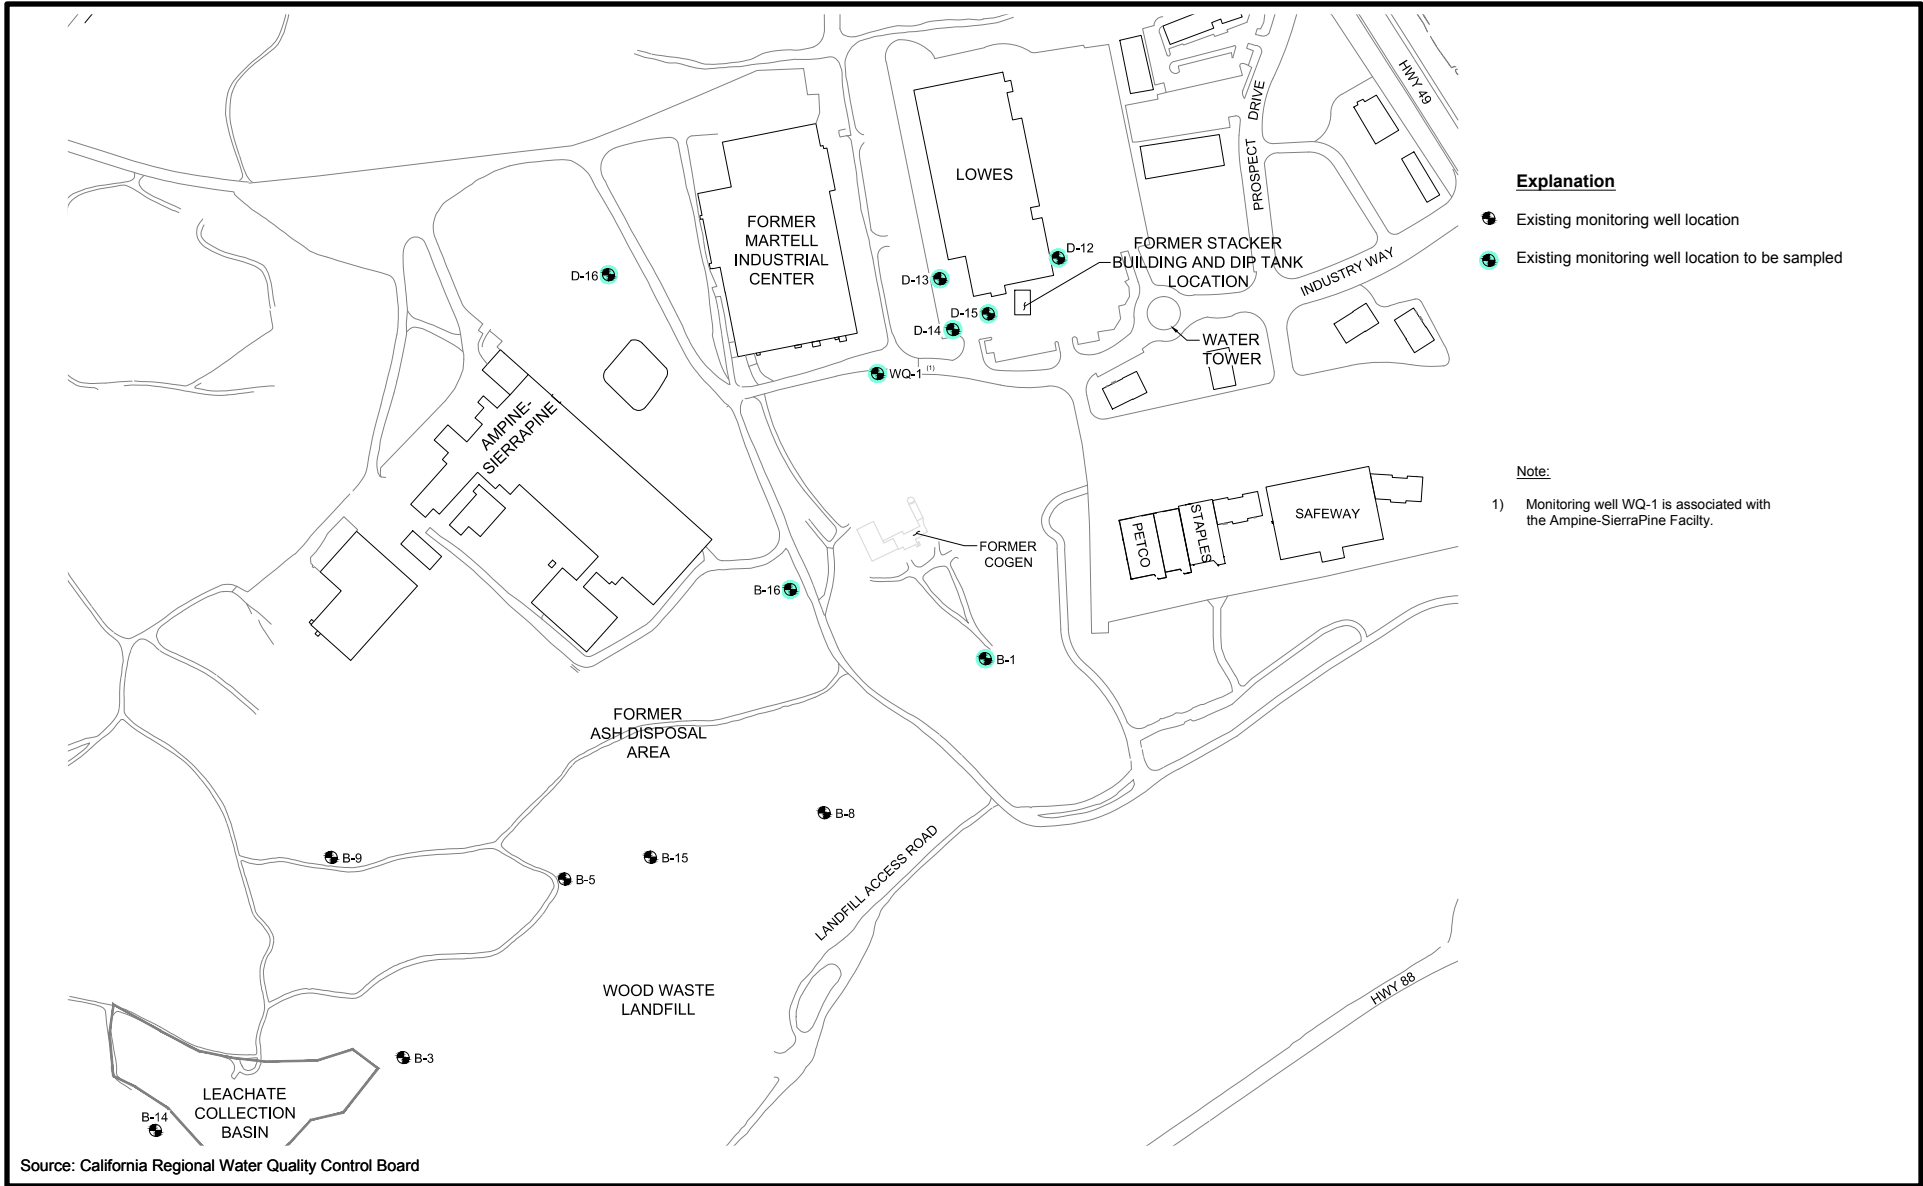 HWY 49
PROSPECT DRIVE
LOWES
Explanation
Existing monitoring well location
Existing monitoring well location to be sampled
FORMER
MARTELL
INDUSTRIAL
CENTER
D-12
FORMER STACKER
BUILDING AND DIP TANK
LOCATION
D-16
D-13
INDUSTRY WAY
D-15
D-14
WATER
TOWER
WQ-1 (1)
AMPINE-
SIERRAPINE
Note:
1) Monitoring well WQ-1 is associated with
the Ampine-SierraPine Facilty.
SAFEWAY
STAPLES
PETCO
FORMER
COGEN
B-16
B-1
FORMER
ASH DISPOSAL
AREA
B-8
B-9
B-15
B-5
LANDFILL ACCESS ROAD
WOOD WASTE
LANDFILL
HWY 88
B-3
LEACHATE
COLLECTION
BASIN
B-14
Source: California Regional Water Quality Control Board